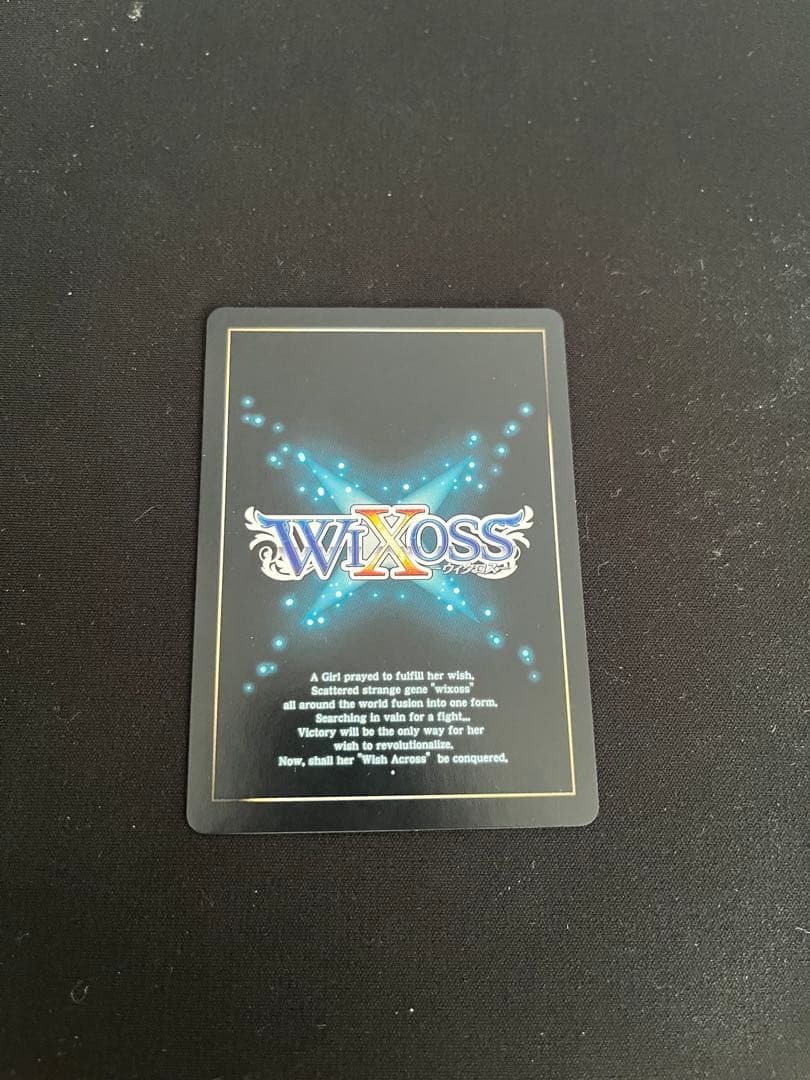 WIXOSS
ーウィクロスー
A Girl prayed to fulfill her wish.
Scattered strange gene "wixoss"
all around the world fusion into one form.
Searching in vain for a fight...
Victory will be the only way for her
wish to revolutionalize.
Now, shall her "Wish Across" be conquered.